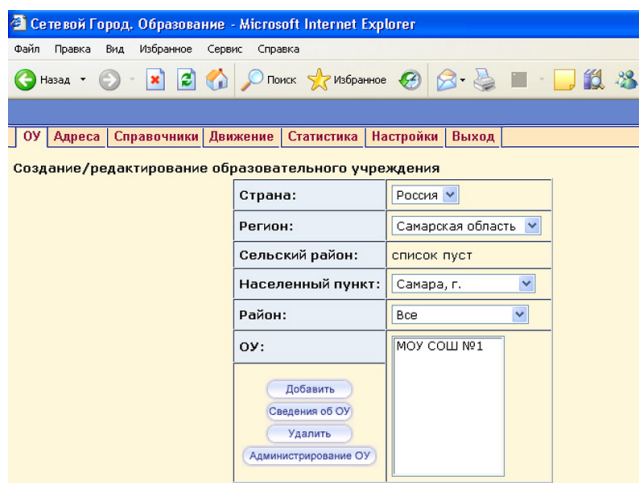 Сетевой Город. Образование - Microsoft Internet Explorer
Файл Правка Вид Избранное Сервис Справка
Назад Поиск Избранное
ОУ Адреса Справочники Движение Статистика Настройки Выход
Создание/редактирование образовательного учреждения
Страна: Россия
Регион: Самарская область
Сельский район: список пуст
Населенный пункт: Самара, г.
Район: Все
ОУ: МОУ СОШ №1
Добавить
Сведения об ОУ
Удалить
Администрирование ОУ